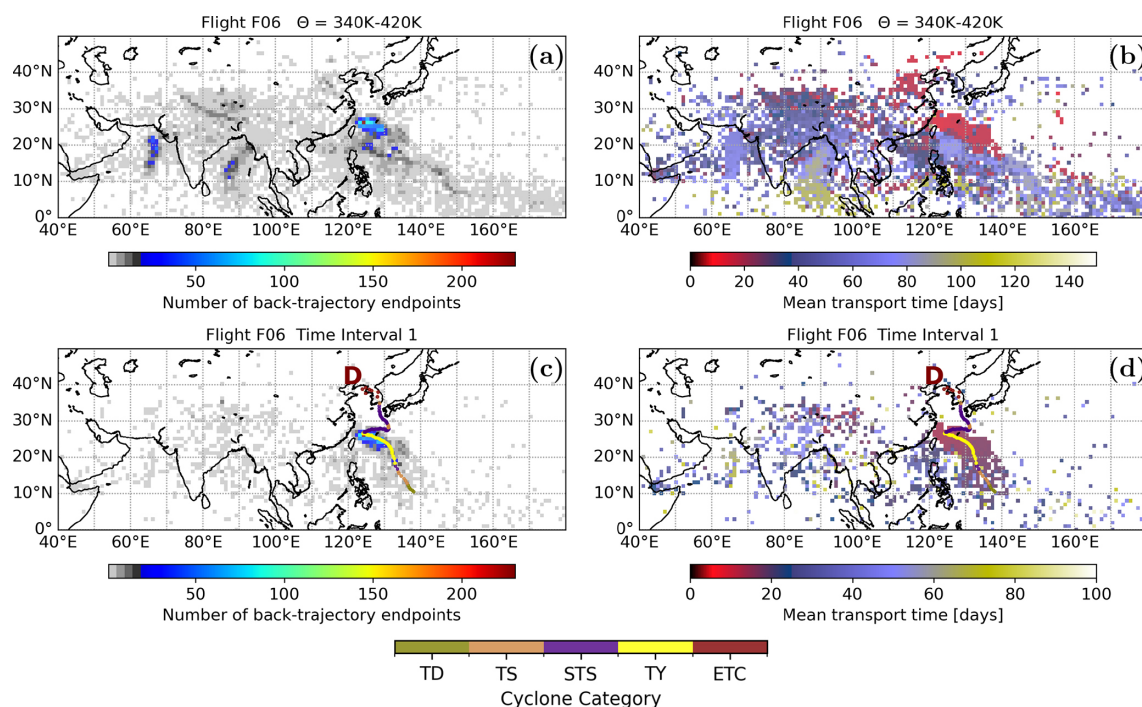 Flight F06 Θ = 340K-420K
Flight F06 Θ = 340K-420K
(a)
(b)
40°N
30°N
20°N
10°N
0°
40°N
30°N
20°N
10°N
0°
40°E 60°E 80°E 100°E 120°E 140°E 160°E
40°E 60°E 80°E 100°E 120°E 140°E 160°E
50 100 150 200
Number of back-trajectory endpoints
0 20 40 60 80 100 120 140
Mean transport time [days]
Flight F06 Time Interval 1
Flight F06 Time Interval 1
(c)
(d)
D
D
40°N
30°N
20°N
10°N
0°
40°N
30°N
20°N
10°N
0°
40°E 60°E 80°E 100°E 120°E 140°E 160°E
40°E 60°E 80°E 100°E 120°E 140°E 160°E
50 100 150 200
Number of back-trajectory endpoints
0 20 40 60 80 100
Mean transport time [days]
TD TS STS TY ETC
Cyclone Category